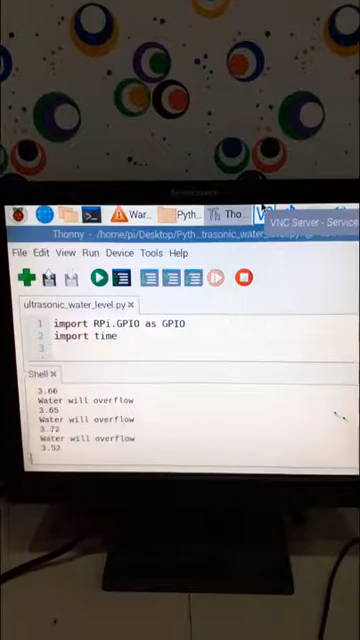 War...
Pyth...
Tho...
VNC Server - Service
Thonny - /home/pi/Desktop/Pyth
File Edit View Run Device Tools Help
ultrasonic_water_level.py ×
1 import RPi.GPIO as GPIO
2 import time
3
Shell ×
3.66
Water will overflow
3.65
Water will overflow
3.72
Water will overflow
3.52